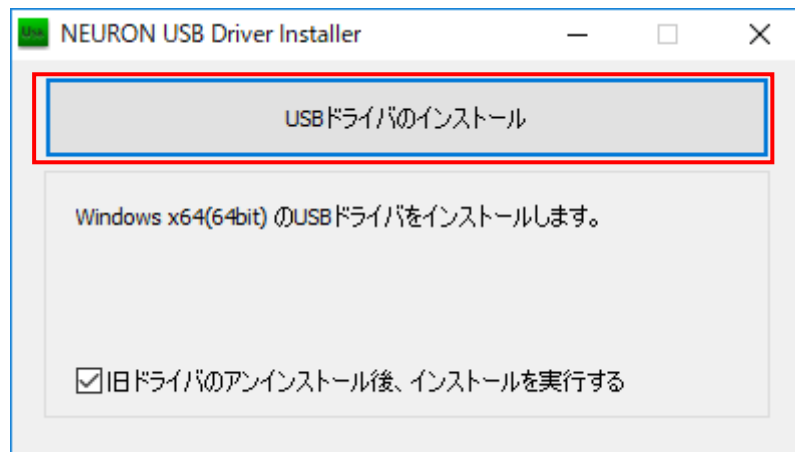 NEURON USB Driver Installer
USBドライバのインストール
Windows x64(64bit) のUSBドライバをインストールします。
旧ドライバのアンインストール後、インストールを実行する